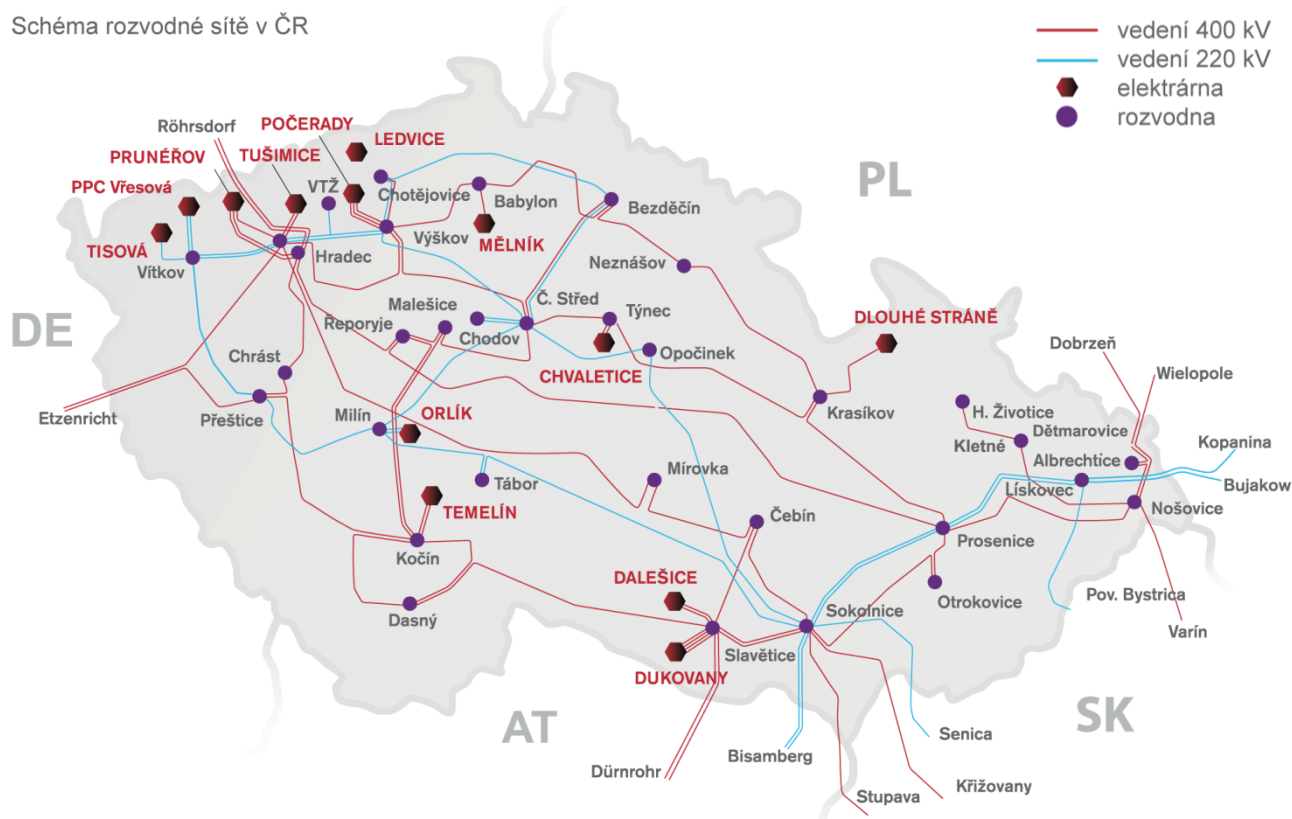 Schéma rozvodné sítě v ČR
vedení 400 kV
vedení 220 kV
elektrárna
rozvodna
Röhrsdorf
POČERADY
LEDVICE
PRUNÉŘOV
TUŠIMICE
PPC Vřesová
VTŽ
Chotějovice
Babylon
Bezděčín
PL
TISOVÁ
Vítkov
Hradec
Výškov
MĚLNÍK
Neznášov
DE
Malešice
Č. Střed
Týnec
Řeporyje
Chodov
Opočinek
DLOUHÉ STRÁNĚ
Dobrzeń
Chrást
CHVALETICE
Wielopole
Etzenricht
Přeštice
Milín
ORLÍK
Krasíkov
H. Životice
Dětmarovice
Kopanina
Kletné
Albrechtice
Mírovka
Tábor
Lískovec
Bujakow
TEMELÍN
Čebín
Nošovice
Kočín
Prosenice
DALEŠICE
Otrokovice
Pov. Bystrica
Dasný
Sokolnice
Varín
Slavětice
DUKOVANY
AT
SK
Senica
Bisamberg
Dürnrohr
Křižovany
Stupava